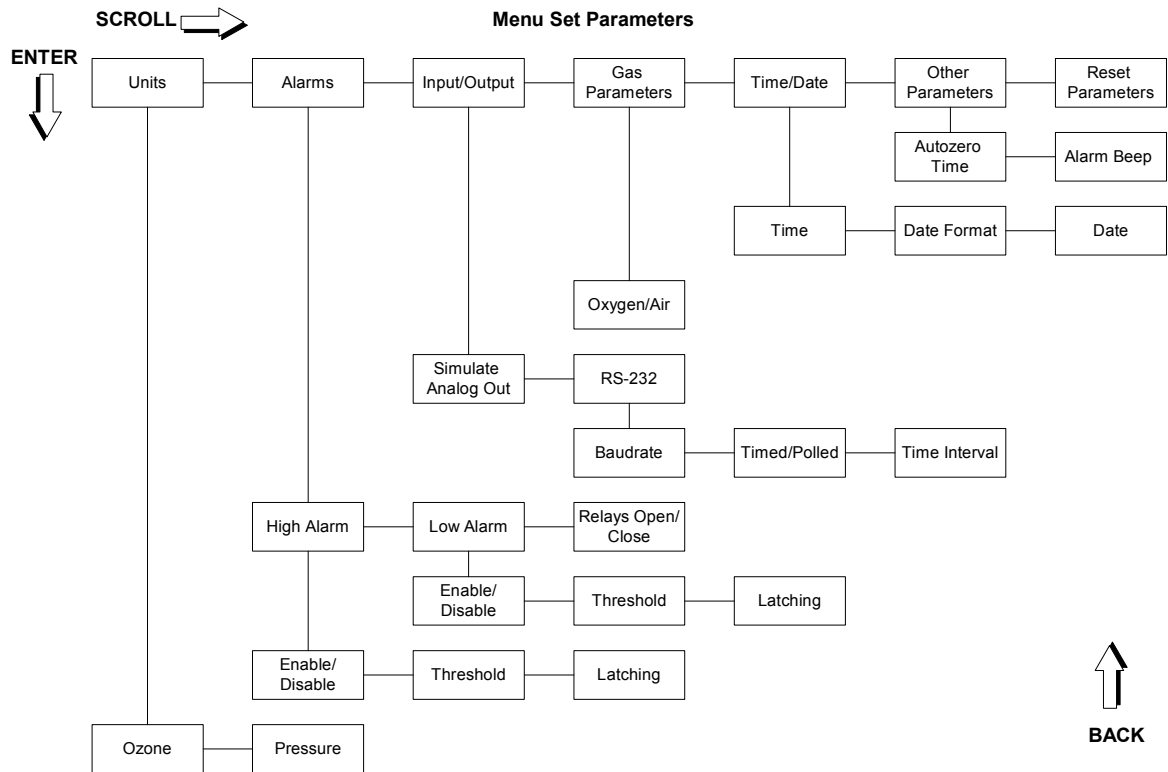 SCROLL
Menu Set Parameters
ENTER
Units
Alarms
Input/Output
Gas
Parameters
Time/Date
Other
Parameters
Reset
Parameters
Autozero
Time
Alarm Beep
Time
Date Format
Date
Oxygen/Air
Simulate
Analog Out
RS-232
Baudrate
Timed/Polled
Time Interval
High Alarm
Low Alarm
Relays Open/
Close
Enable/
Disable
Threshold
Latching
Enable/
Disable
Threshold
Latching
Ozone
Pressure
BACK